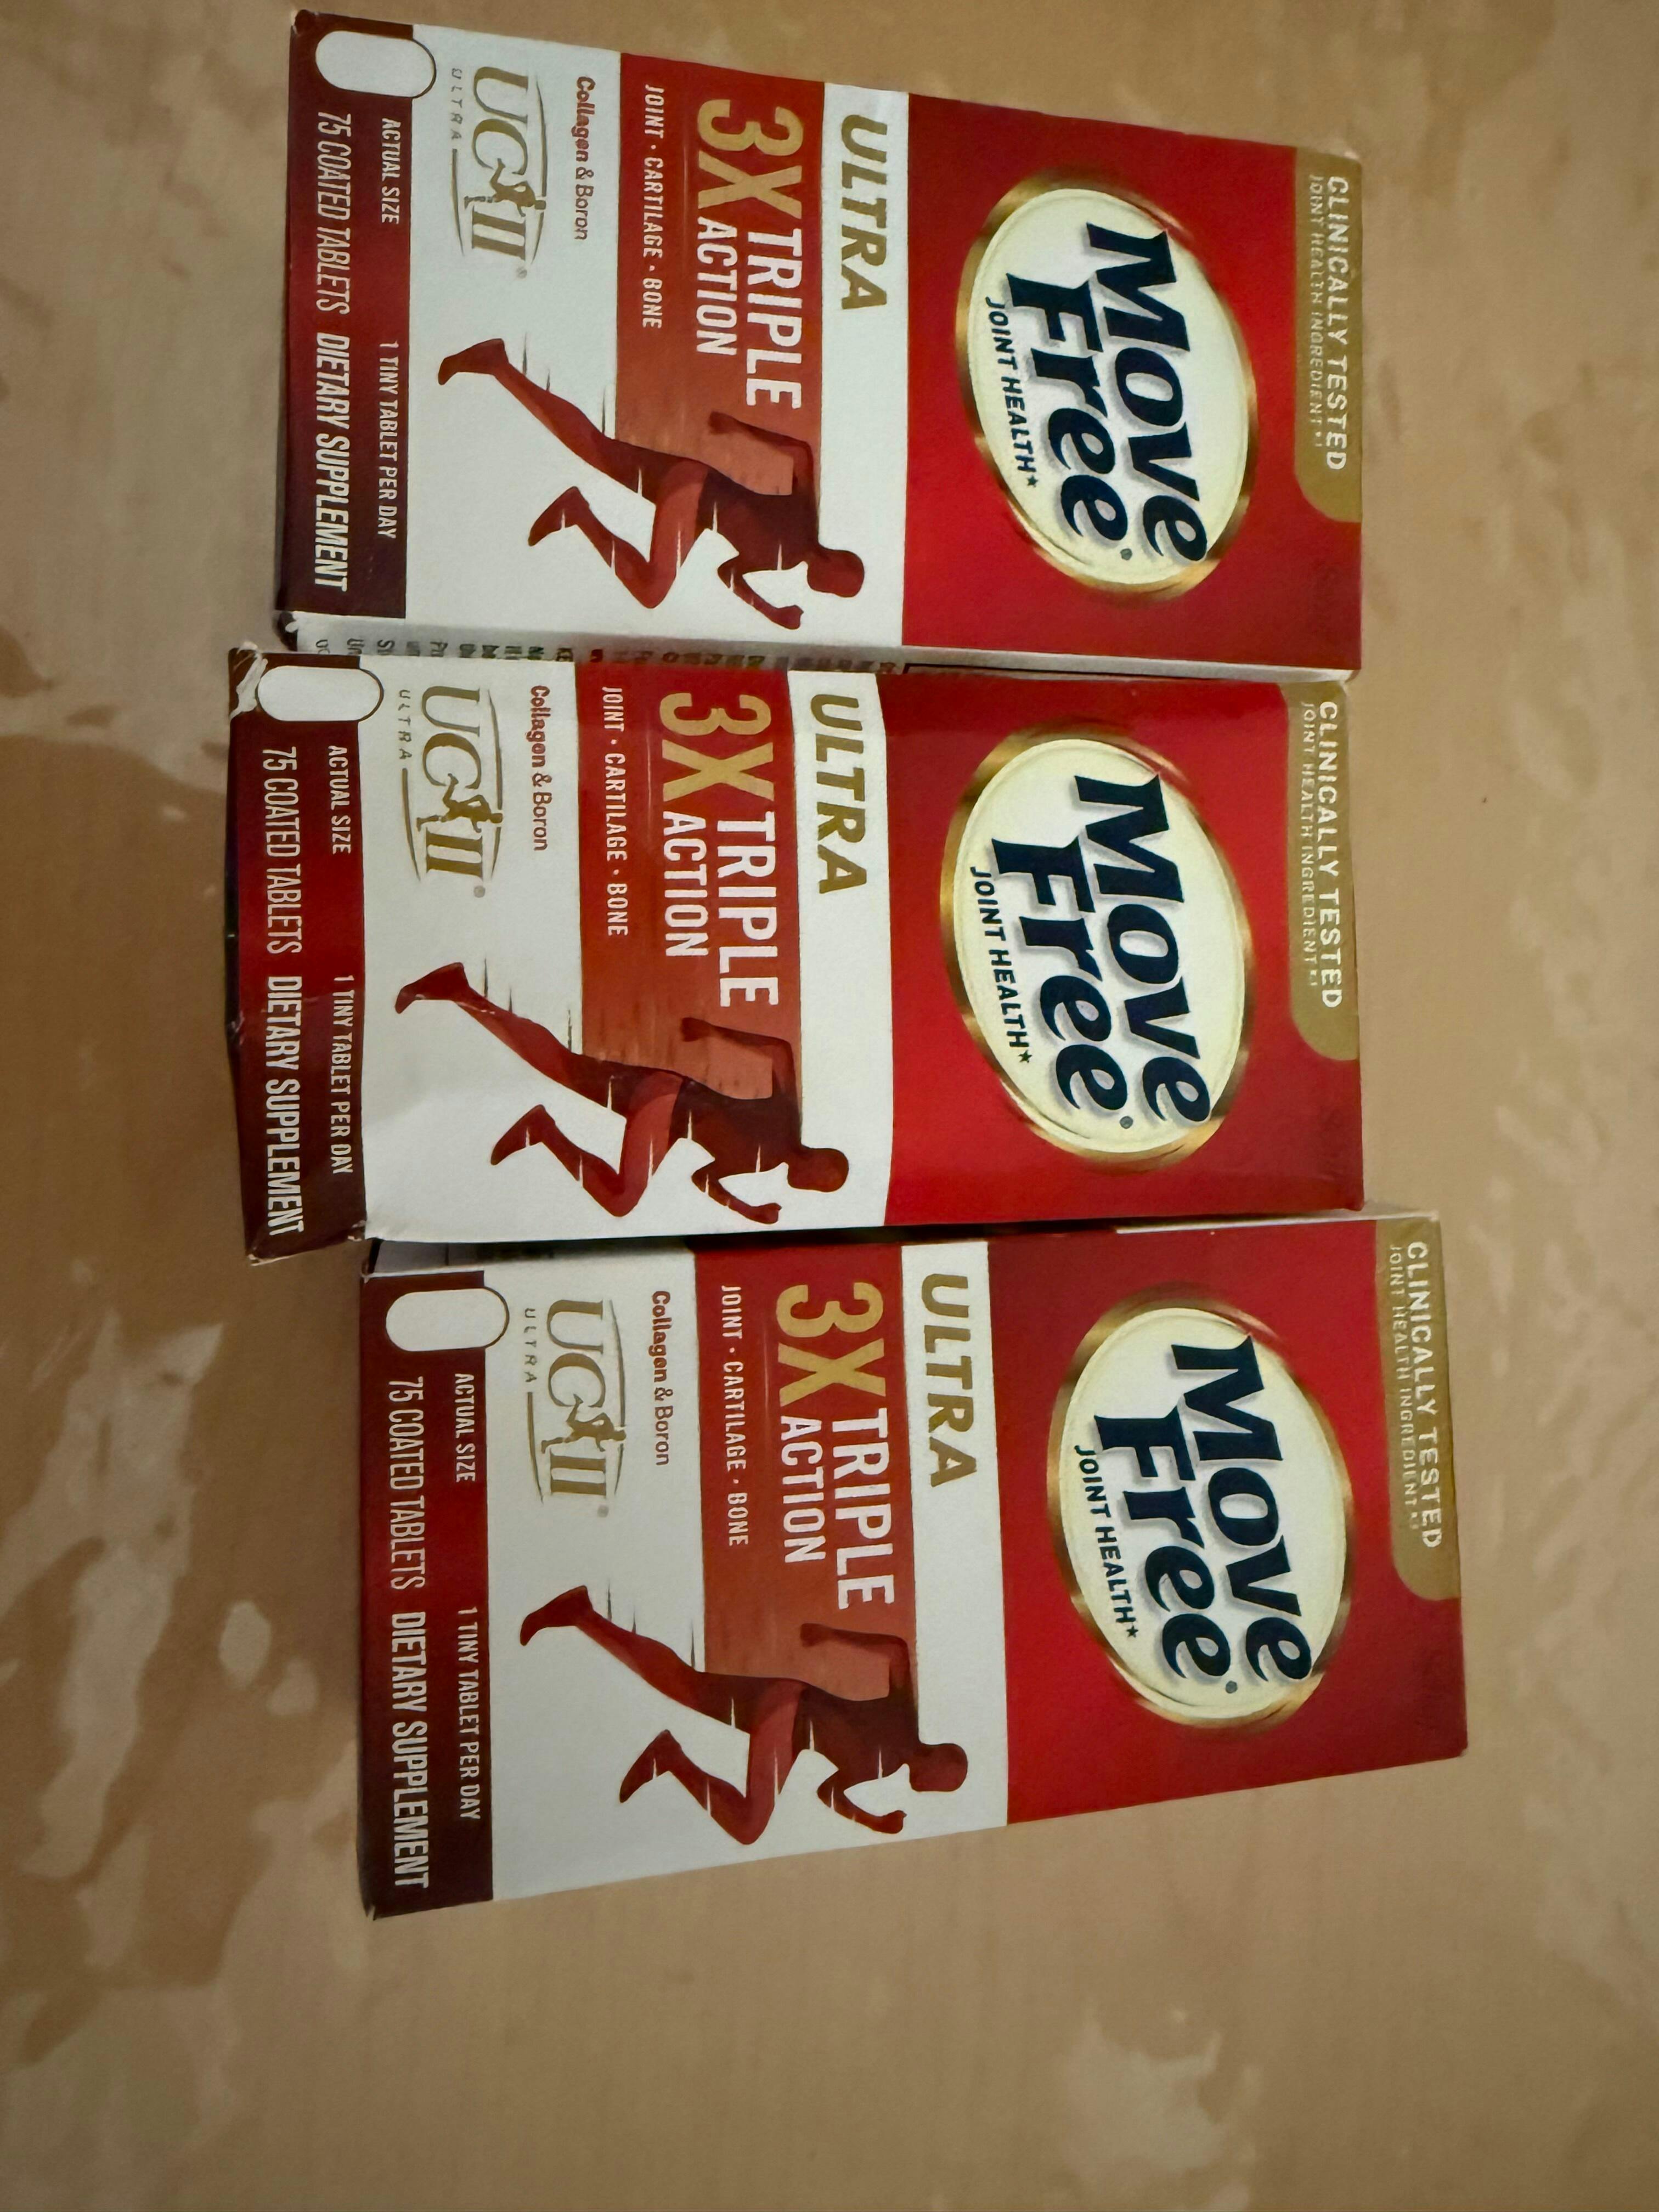 CLINICALLY TESTED
JOINT HEALTH INGREDIENT
Move
Free®
JOINT HEALTH*
ULTRA
3X TRIPLE
ACTION
JOINT • CARTILAGE • BONE
Collagen & Boron
UC-II®
ULTRA
ACTUAL SIZE
1 TINY TABLET PER DAY
75 COATED TABLETS DIETARY SUPPLEMENT
CLINICALLY TESTED
JOINT HEALTH INGREDIENT
Move
Free®
JOINT HEALTH*
ULTRA
3X TRIPLE
ACTION
JOINT • CARTILAGE • BONE
Collagen & Boron
UC-II®
ULTRA
ACTUAL SIZE
1 TINY TABLET PER DAY
75 COATED TABLETS DIETARY SUPPLEMENT
CLINICALLY TESTED
JOINT HEALTH INGREDIENT
Move
Free®
JOINT HEALTH*
ULTRA
3X TRIPLE
ACTION
JOINT • CARTILAGE • BONE
Collagen & Boron
UC-II®
ULTRA
ACTUAL SIZE
1 TINY TABLET PER DAY
75 COATED TABLETS DIETARY SUPPLEMENT